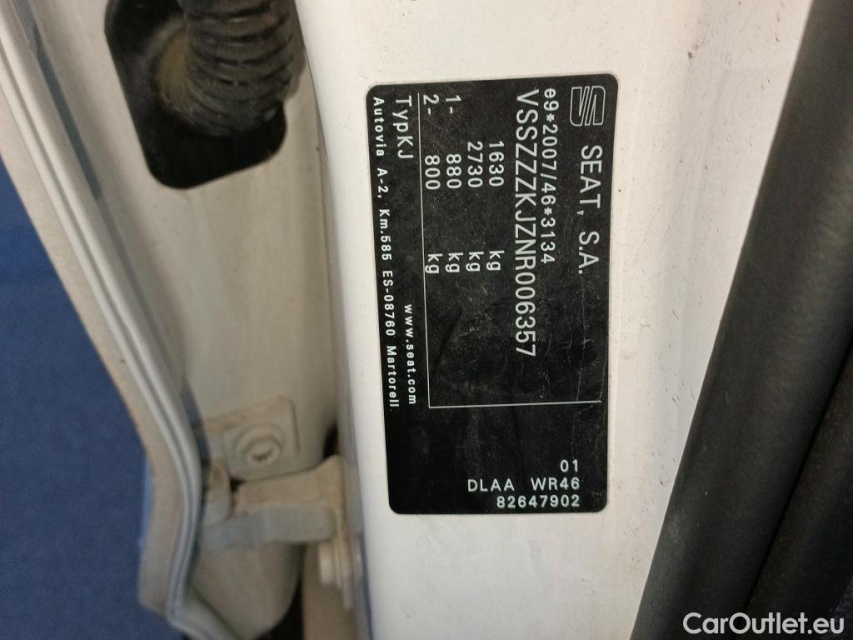 SEAT, S.A.
e9*2007/46*3134
VSSZZZKJZNR006357
1630 kg
2730 kg
1- 880 kg
2- 800 kg
TypKJ
www.seat.com
Autovia A-2, Km.585 ES-08760 Martorell
01
DLAA WR46
82647902
CarOutlet.eu